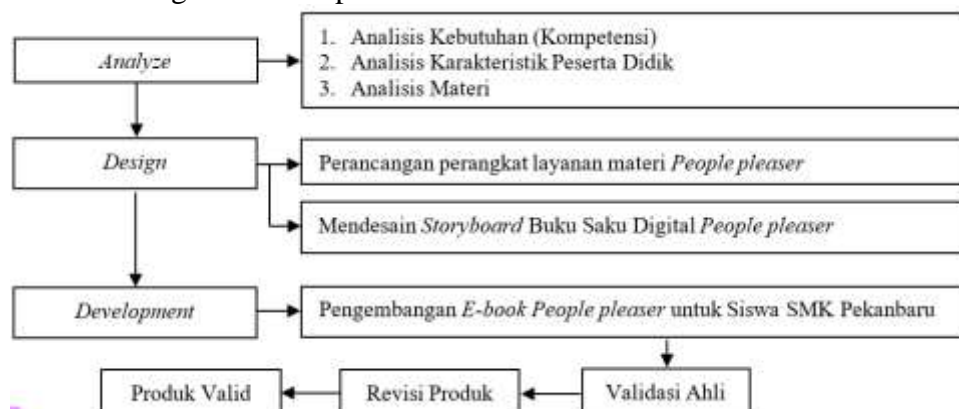 Analyze
1. Analisis Kebutuhan (Kompetensi)
2. Analisis Karakteristik Peserta Didik
3. Analisis Materi
Design
Perancangan perangkat layanan materi People pleaser
Mendesain Storyboard Buku Saku Digital People pleaser
Development
Pengembangan E-book People pleaser untuk Siswa SMK Pekanbaru
Produk Valid
Revisi Produk
Validasi Ahli